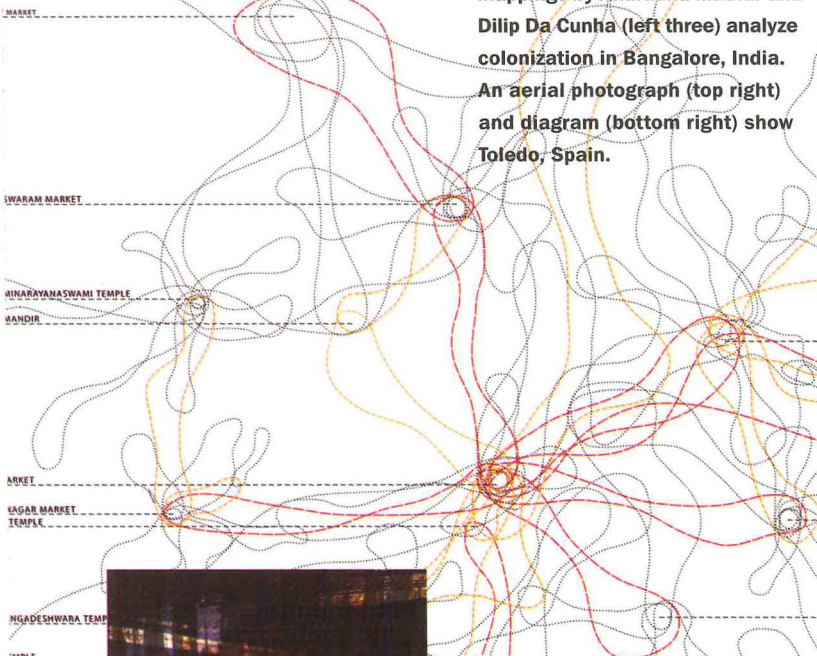 Dilip Da Cunha (left three) analyze
colonization in Bangalore, India.
An aerial photograph (top right)
and diagram (bottom right) show
Toledo, Spain.
MARKET
SWARAM MARKET
MINARAYANASWAMI TEMPLE
MANDIR
ARKET
NAGAR MARKET
TEMPLE
NGADESHWARA TEMP